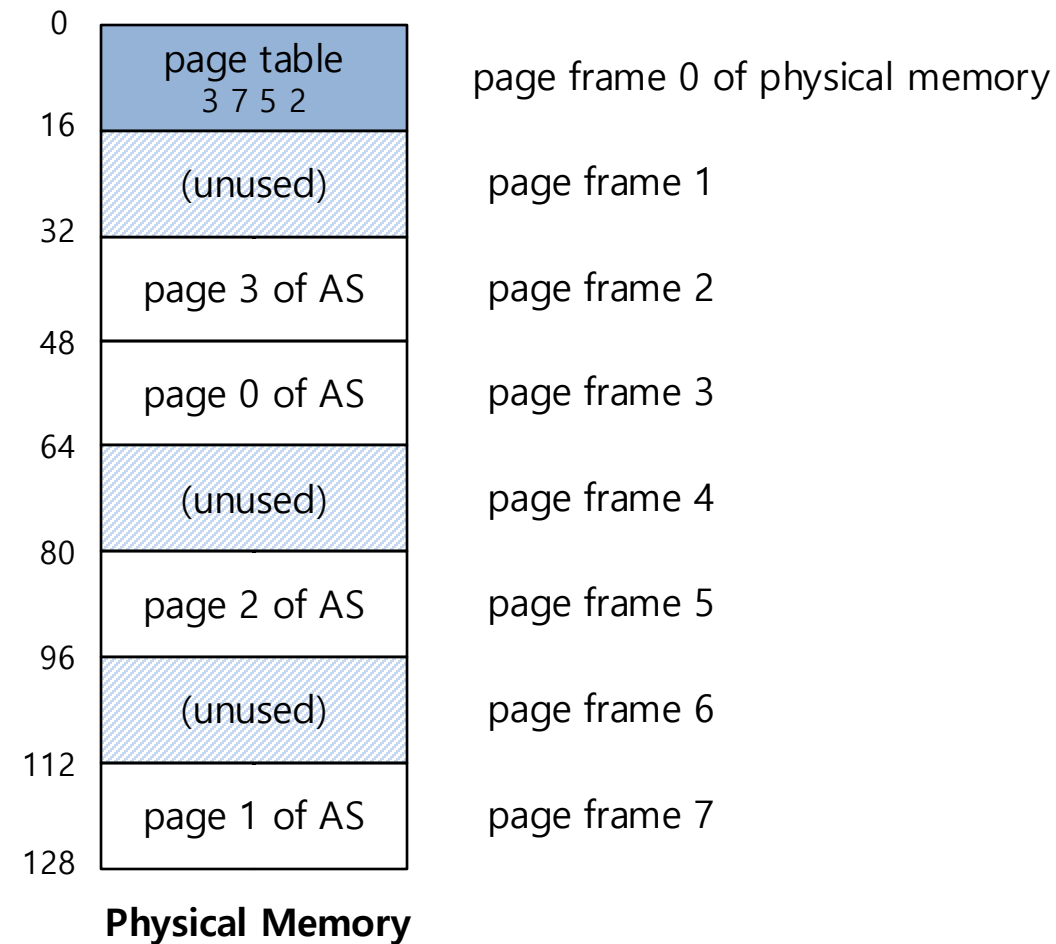 0
page table
3 7 5 2
page frame 0 of physical memory
16
(unused)
page frame 1
32
page 3 of AS
page frame 2
48
page 0 of AS
page frame 3
64
(unused)
page frame 4
80
page 2 of AS
page frame 5
96
(unused)
page frame 6
112
page 1 of AS
page frame 7
128
Physical Memory